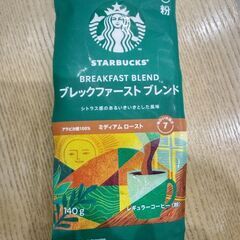 粉
STARBUCKS
BREAKFAST BLEND
ブレックファースト ブレンド
シトラス感のあるいきいきとした風味
アラビカ種100%
ミディアム ロースト
7
140g
レギュラーコーヒー(粉)